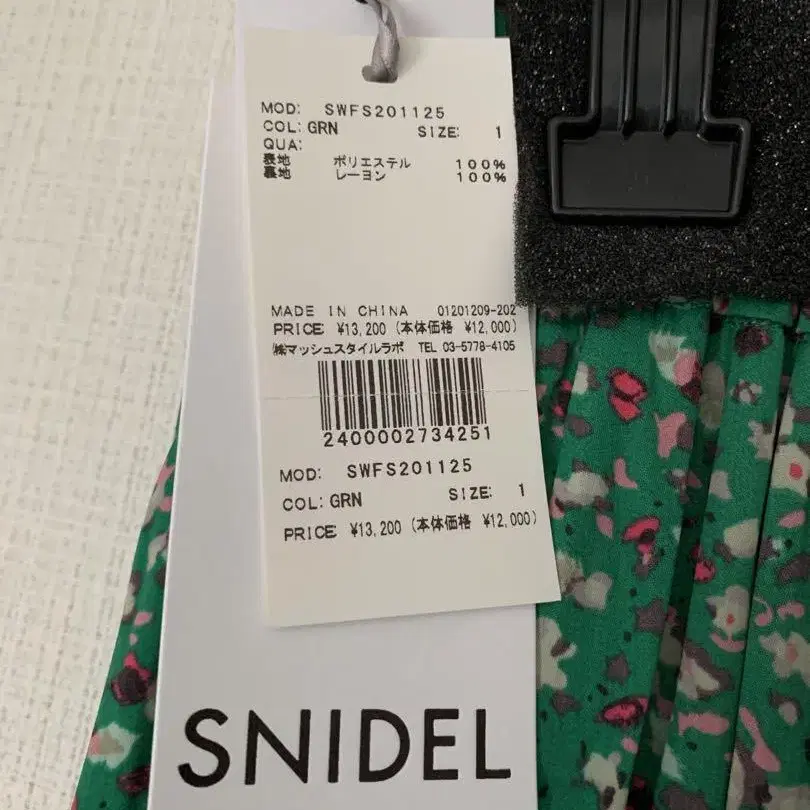 MOD: SWFS201125
COL: GRN SIZE: 1
QUA:
表地 ポリエステル 100%
裏地 レーヨン 100%
MADE IN CHINA 01201209-202
PRICE: ¥13,200 (本体価格 ¥12,000)
㈱マッシュスタイルラボ TEL 03-5778-4105
2400002734251
MOD: SWFS201125
COL: GRN SIZE: 1
PRICE: ¥13,200 (本体価格 ¥12,000)
SNIDEL